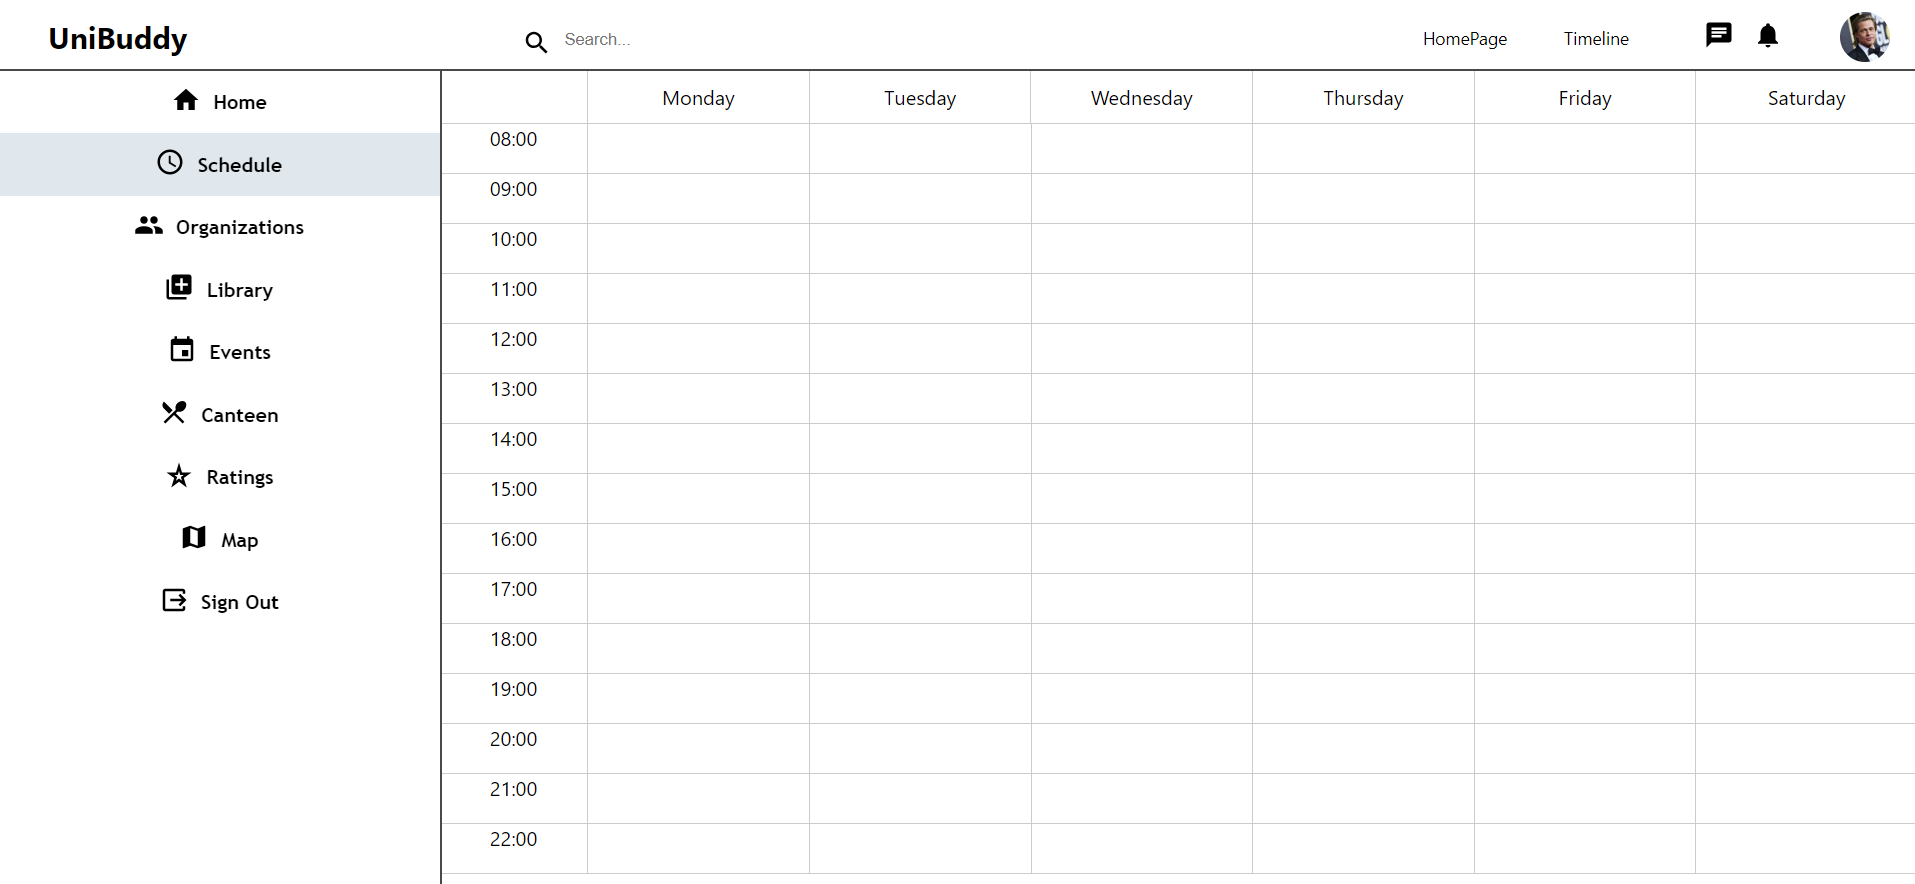 UniBuddy
Search...
HomePage
Timeline
Home
Schedule
Organizations
Library
Events
Canteen
Ratings
Map
Sign Out
Monday Tuesday Wednesday Thursday Friday Saturday
08:00
09:00
10:00
11:00
12:00
13:00
14:00
15:00
16:00
17:00
18:00
19:00
20:00
21:00
22:00